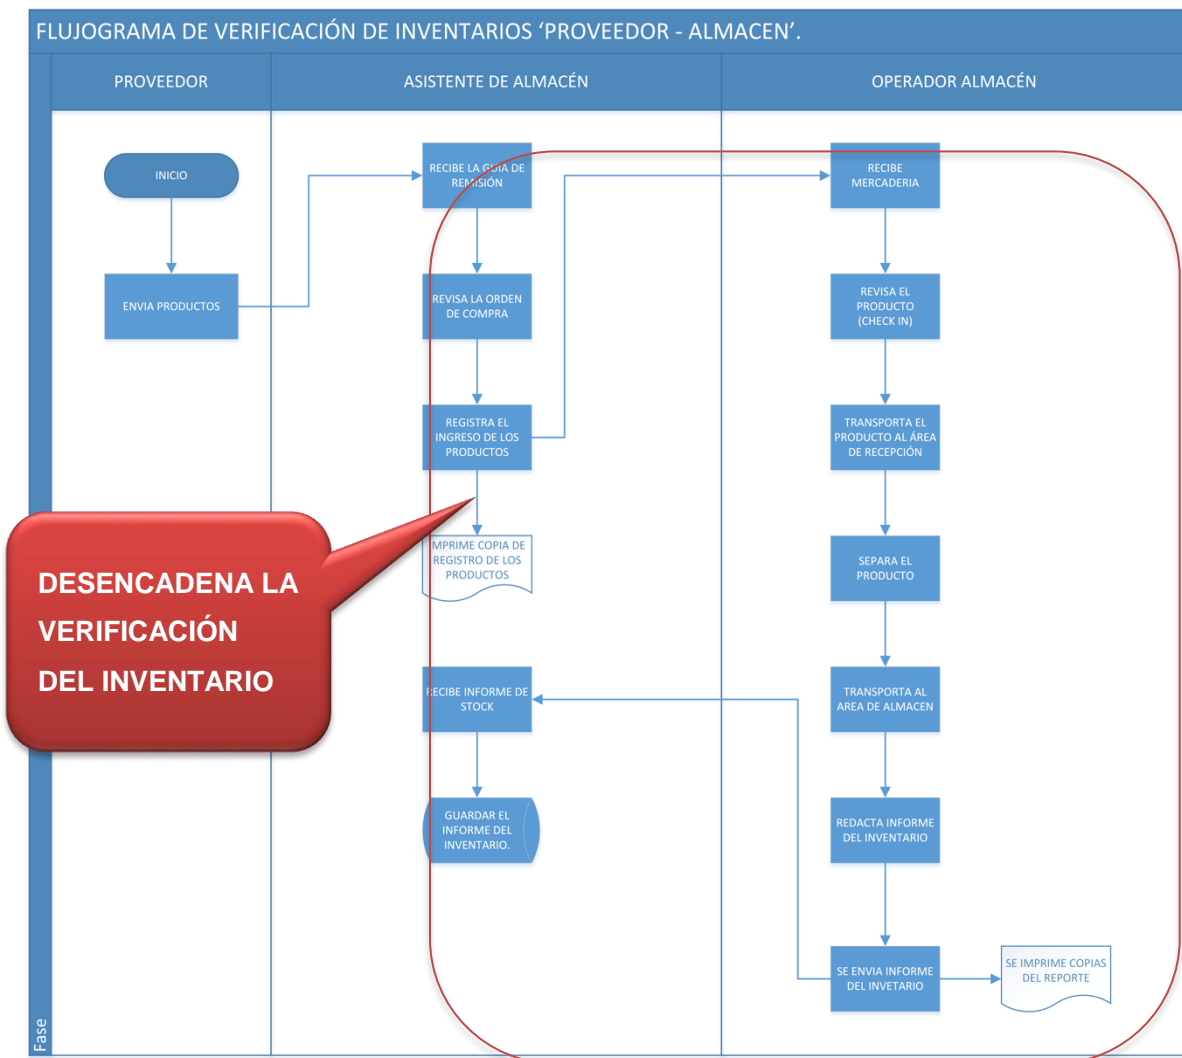 FLUJOGRAMA DE VERIFICACIÓN DE INVENTARIOS ‘PROVEEDOR - ALMACEN’.
PROVEEDOR
ASISTENTE DE ALMACÉN
OPERADOR ALMACÉN
INICIO
RECIBE LA GUIA DE
REMISIÓN
RECIBE
MERCADERIA
ENVIA PRODUCTOS
REVISA LA ORDEN
DE COMPRA
REVISA EL
PRODUCTO
(CHECK IN)
REGISTRA EL
INGRESO DE LOS
PRODUCTOS
TRANSPORTA EL
PRODUCTO AL ÁREA
DE RECEPCIÓN
IMPRIME COPIA DE
REGISTRO DE LOS
PRODUCTOS
SEPARA EL
PRODUCTO
DESENCADENA LA
VERIFICACIÓN
DEL INVENTARIO
RECIBE INFORME DE
STOCK
TRANSPORTA AL
AREA DE ALMACEN
GUARDAR EL
INFORME DEL
INVENTARIO.
REDACTA INFORME
DEL INVENTARIO
SE ENVIA INFORME
DEL INVETARIO
SE IMPRIME COPIAS
DEL REPORTE
Fase